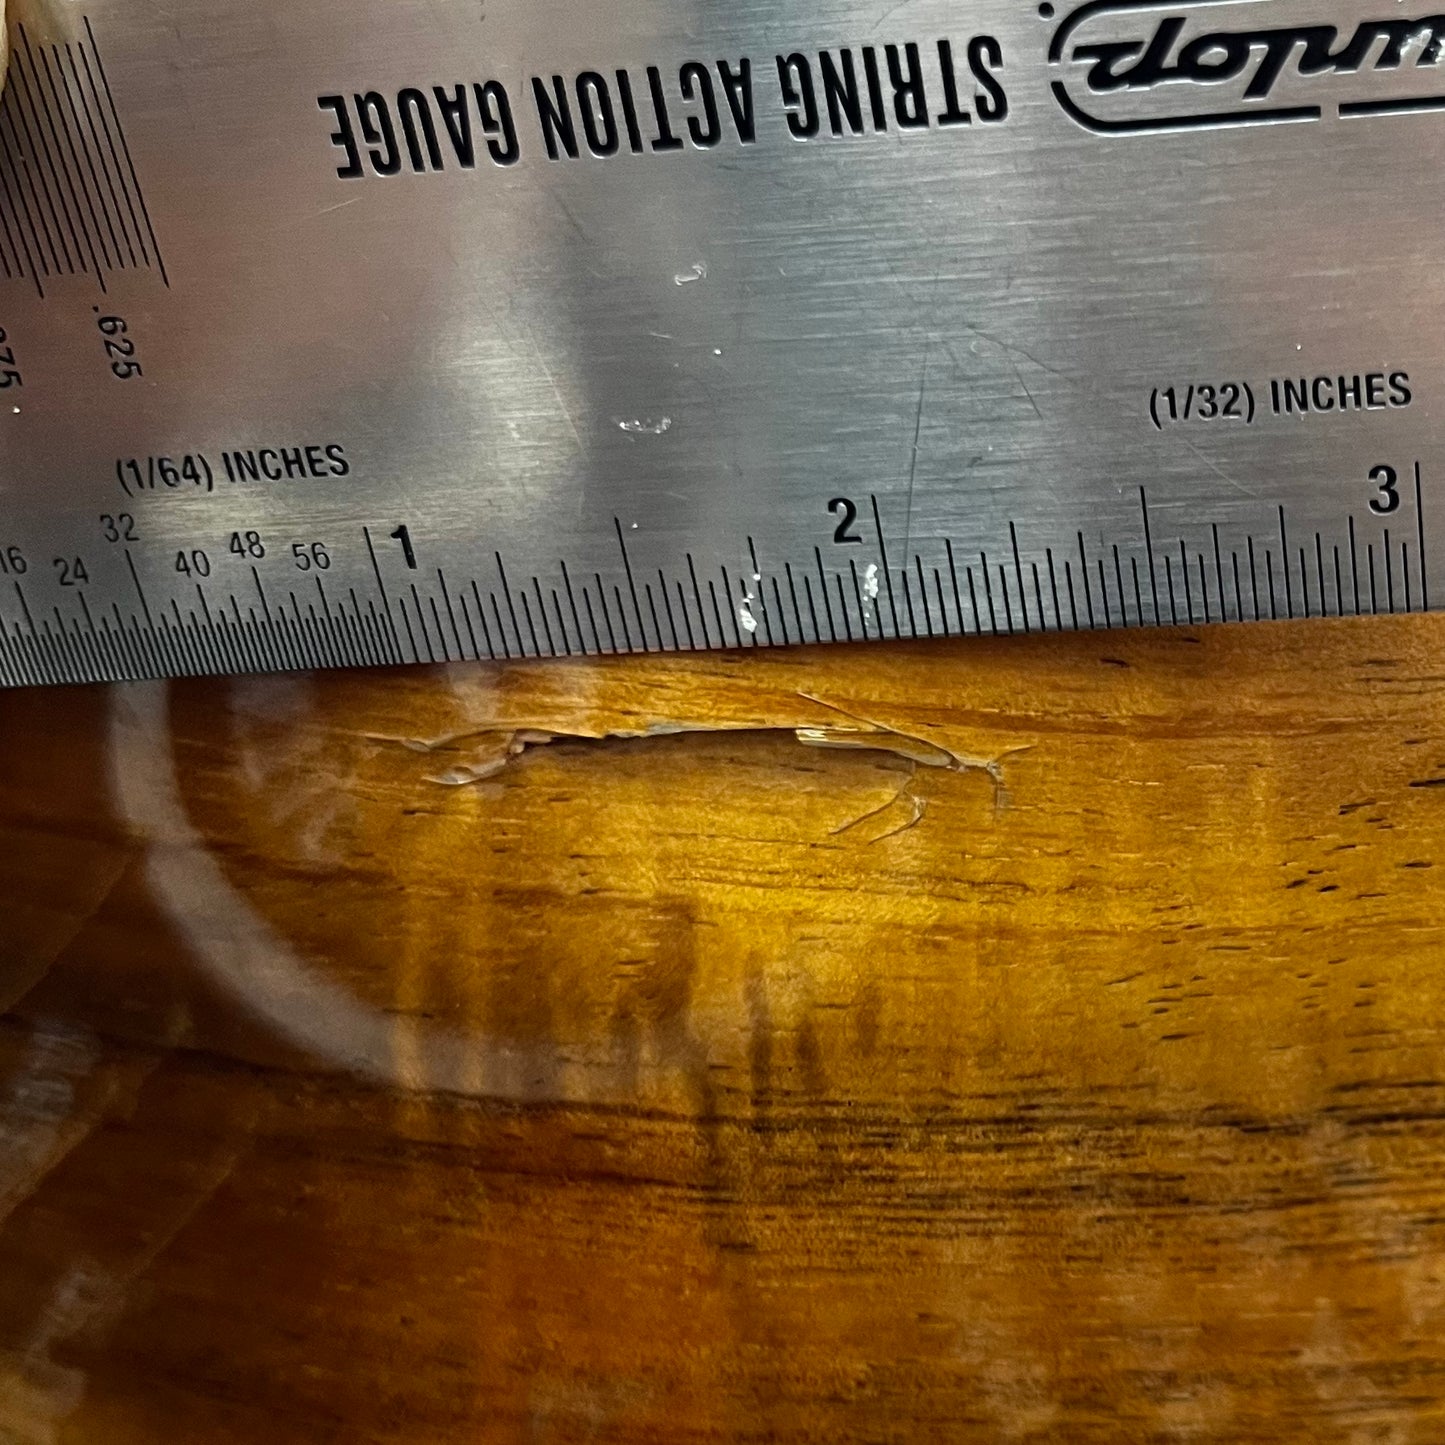 dunlop
STRING ACTION GAUGE
.625
(1/32) INCHES
(1/64) INCHES
1
2
3
16 24 32 40 48 56